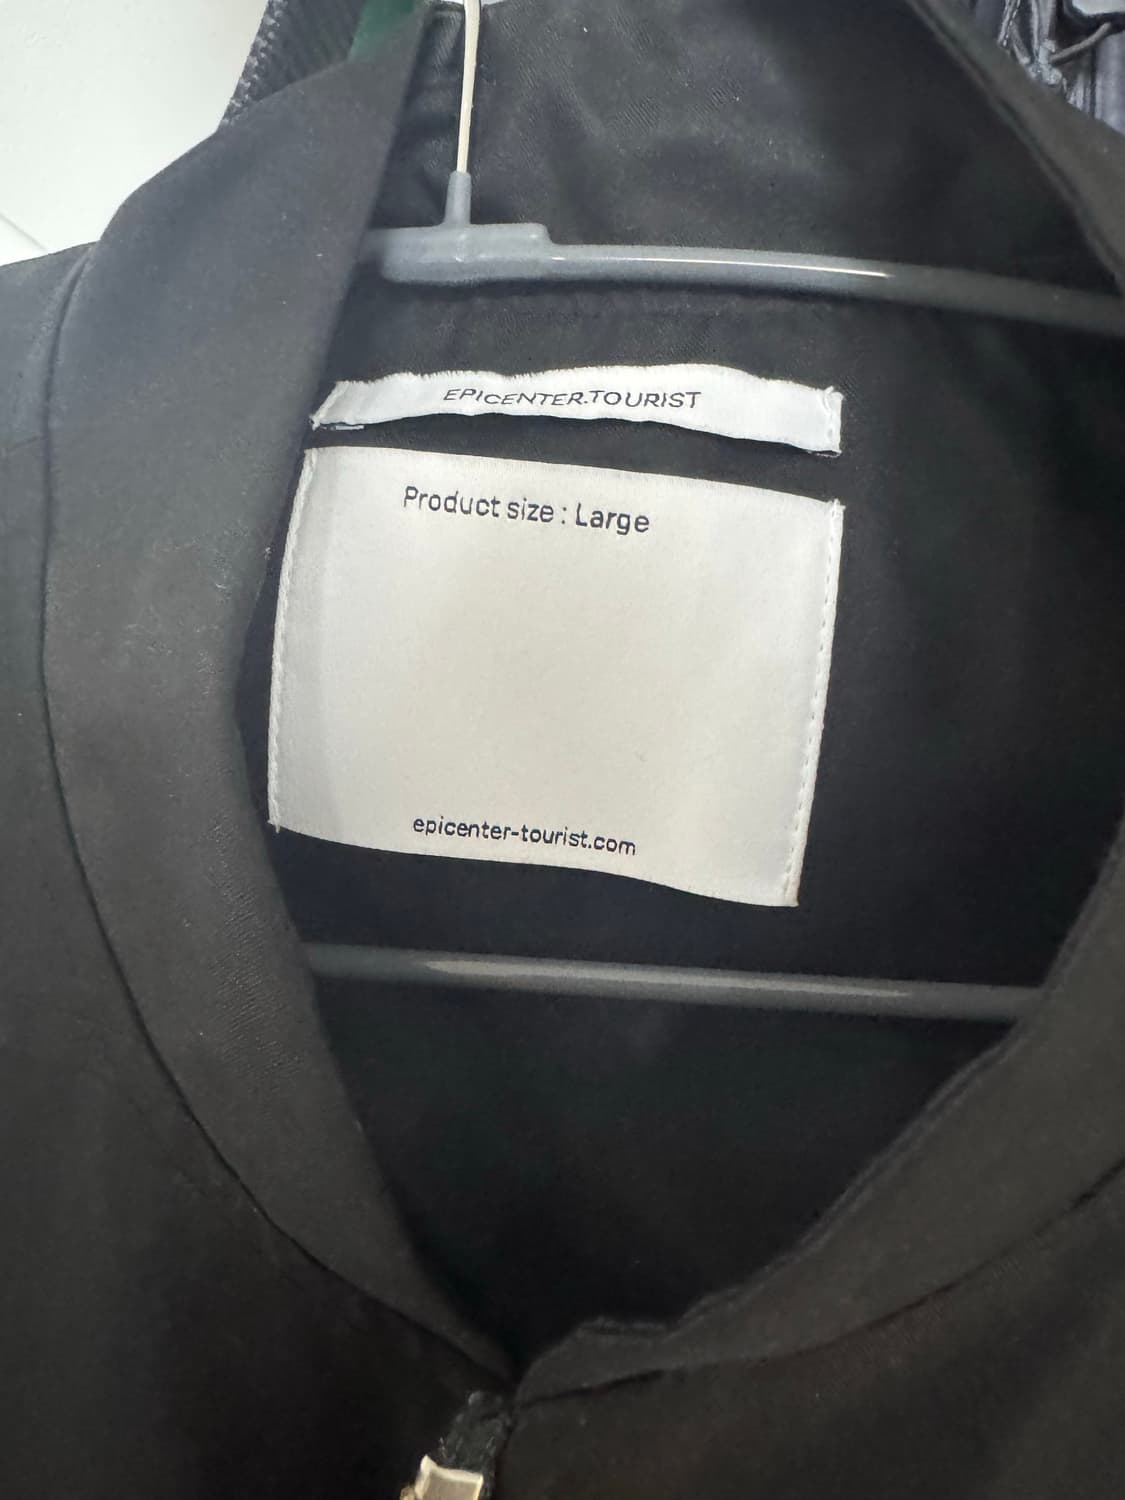 EPICENTER-TOURIST
Product size : Large
epicenter-tourist.com